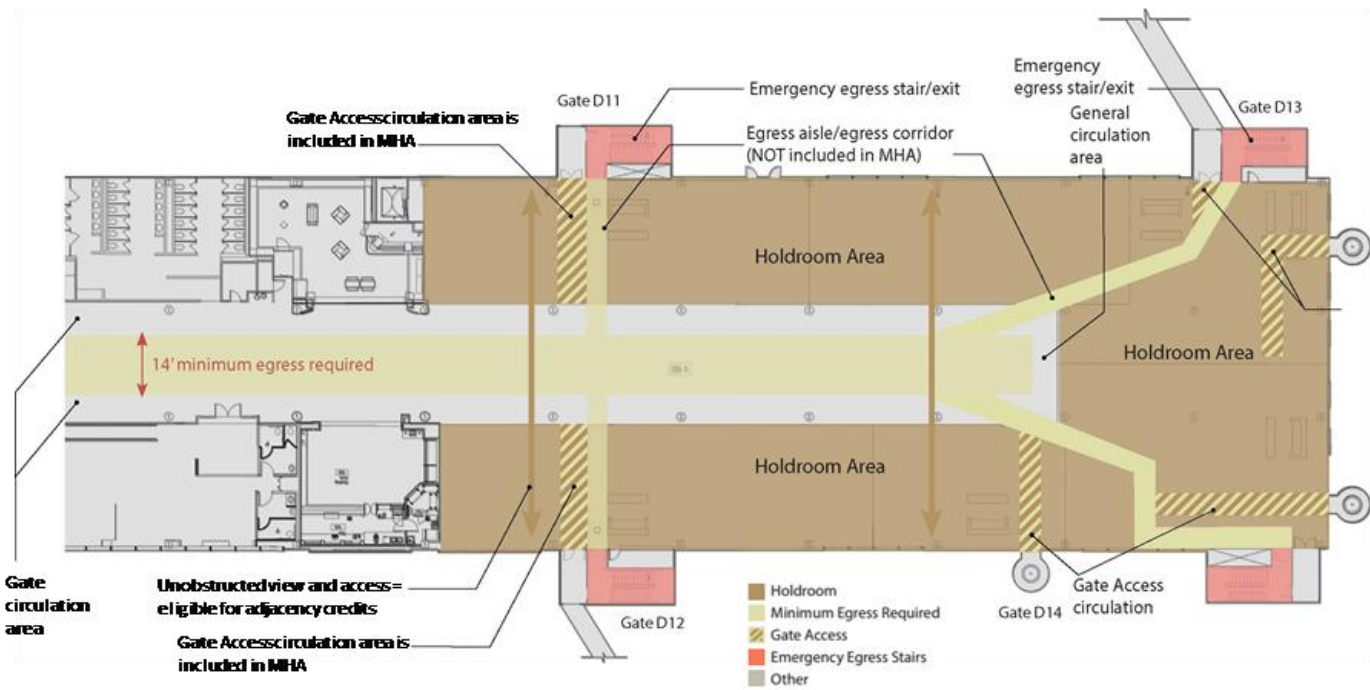 Gate D11
Emergency egress stair/exit
Emergency
egress stair/exit
General
circulation
area
Gate D13
Gate Accesscirculation area is
included in MHA
Egress aisle/egress corridor
(NOT included in MHA)
Holdroom Area
14' minimum egress required
Holdroom Area
Holdroom Area
Gate
circulation
area
Unobstructed view and access =
eligible for adjacency credits
Gate Accesscirculation area is
included in MHA
Gate D12
Gate D14
Gate Access
circulation
Holdroom
Minimum Egress Required
Gate Access
Emergency Egress Stairs
Other